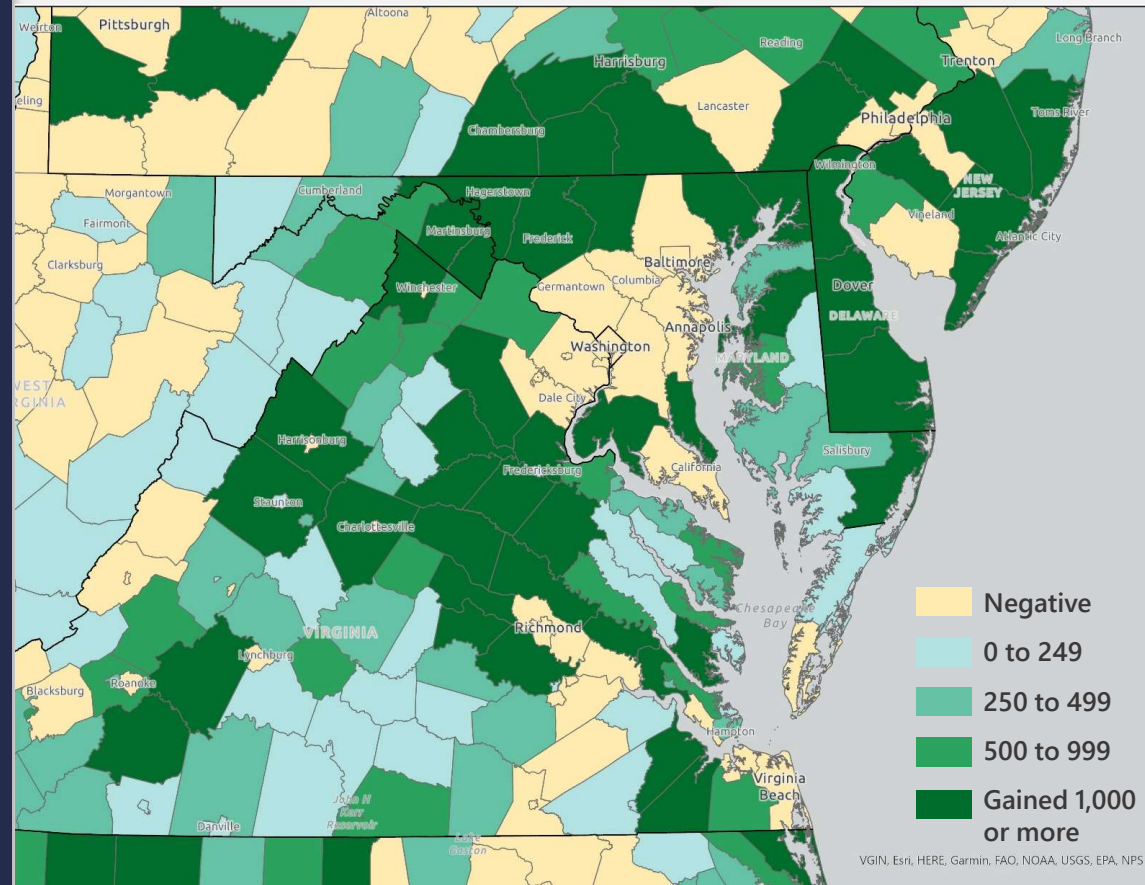 Weirton
Pittsburgh
Altoona
Long Branch
Reading
Harrisburg
Trenton
eling
Lancaster
Toms River
Philadelphia
Chambersburg
Wilmington
NEW
JERSEY
Morgantown
Cumberland
Hagerstown
Fairmont
Vineland
Martinsburg
Frederick
Atlantic City
Clarksburg
Baltimore
Columbia
Winchester
Germantown
Dover
DELAWARE
Annapolis
Washington
MARYLAND
WEST
RGINIA
Dale City
Harrisonburg
Salisbury
Fredericksburg
California
Staunton
Charlottesville
Chesapeake
Bay
Richmond
VIRGINIA
Lynchburg
Roanoke
Blacksburg
Hampton
Virginia
Beach
John H
Kerr
Reservoir
Danville
Lake
Gaston
Negative
0 to 249
250 to 499
500 to 999
Gained 1,000
or more
VGIN, Esri, HERE, Garmin, FAO, NOAA, USGS, EPA, NPS